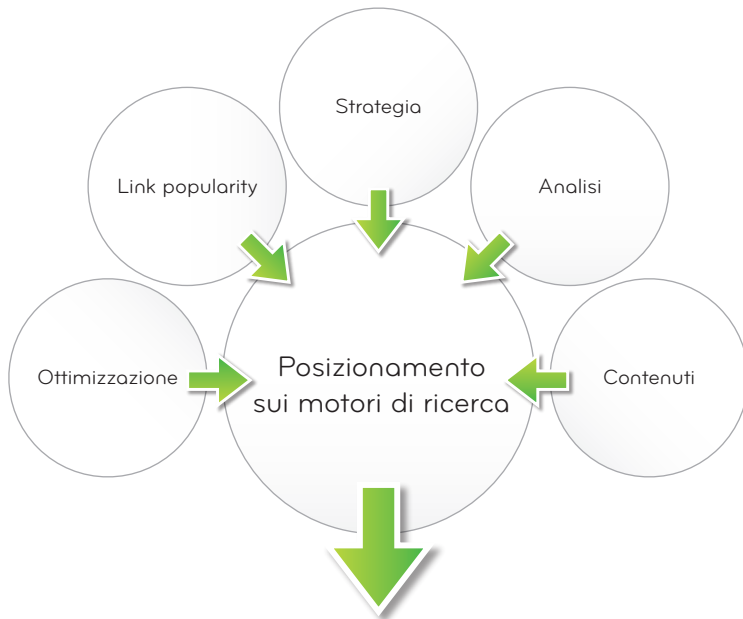 Strategia
Link popularity
Analisi
Ottimizzazione
Posizionamento
sui motori di ricerca
Contenuti